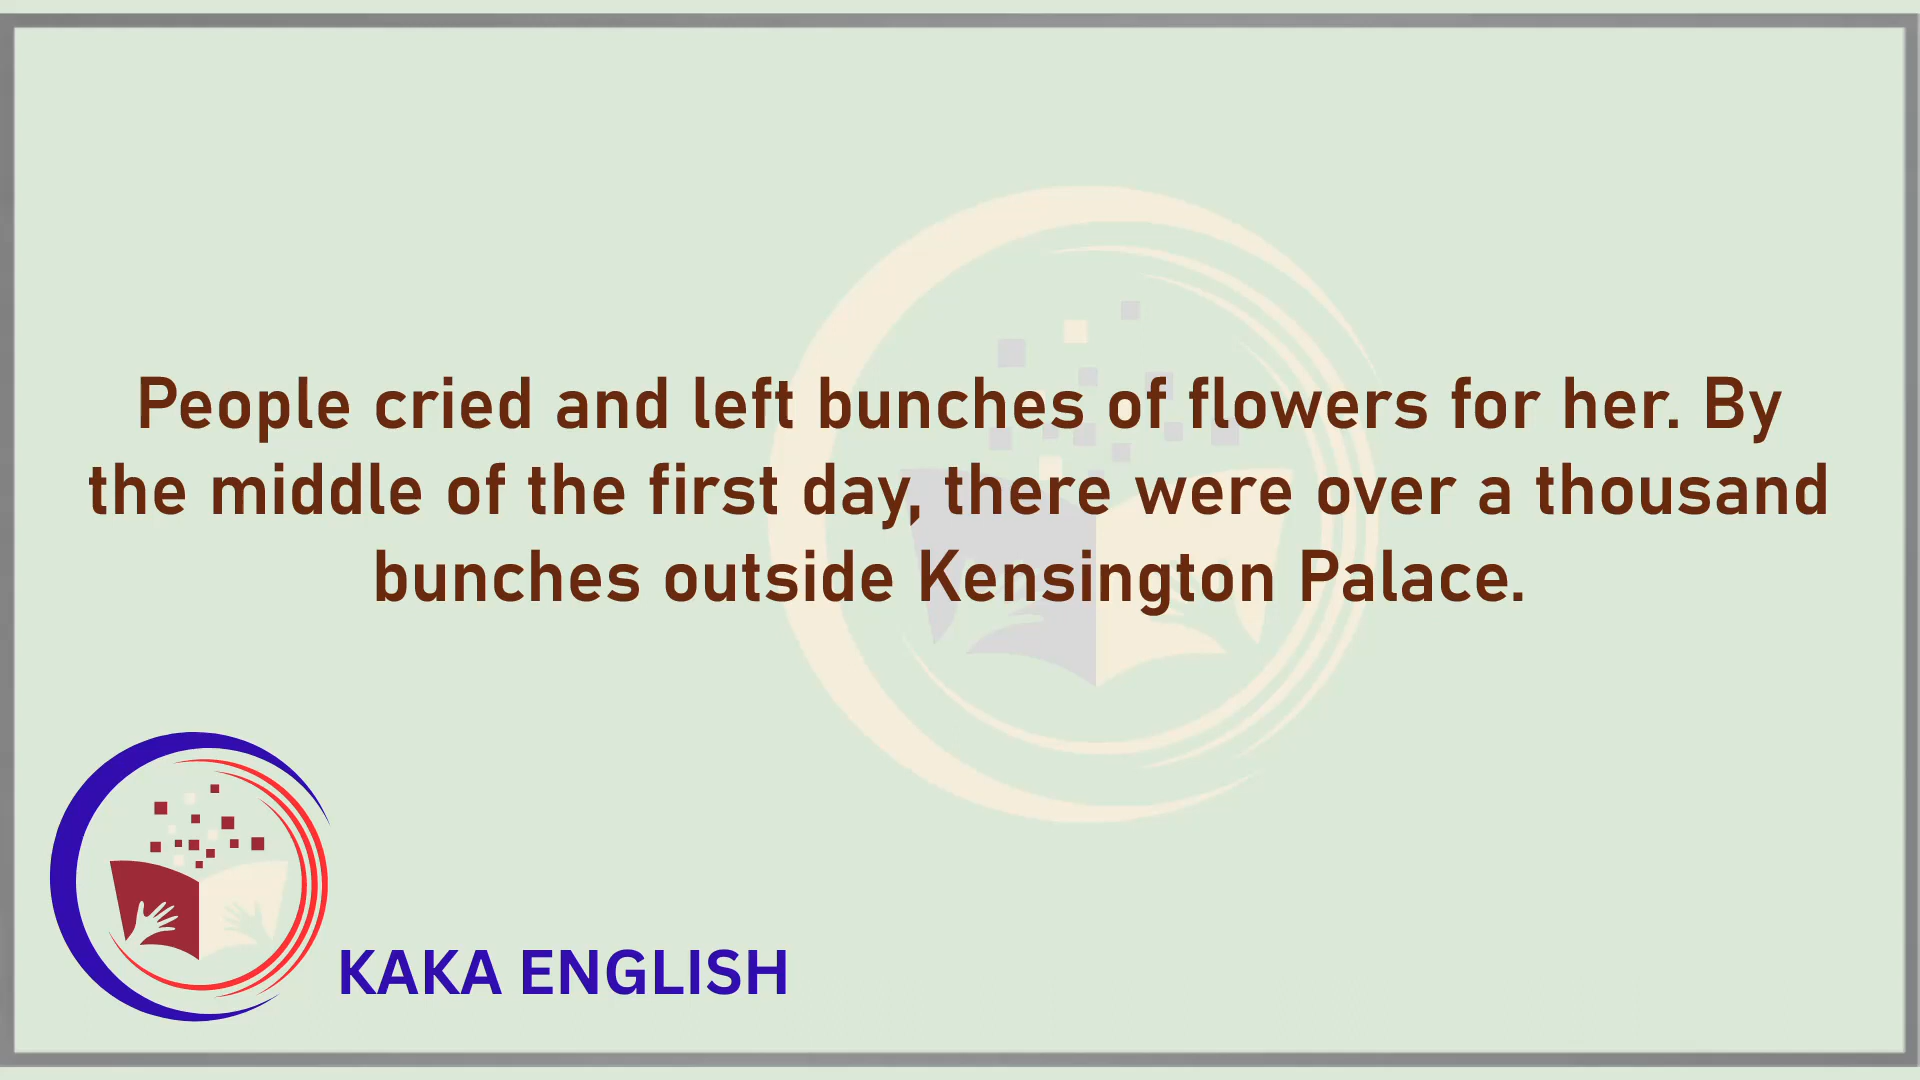 People cried and left bunches of flowers for her. By
the middle of the first day, there were over a thousand
bunches outside Kensington Palace.
KAKA ENGLISH